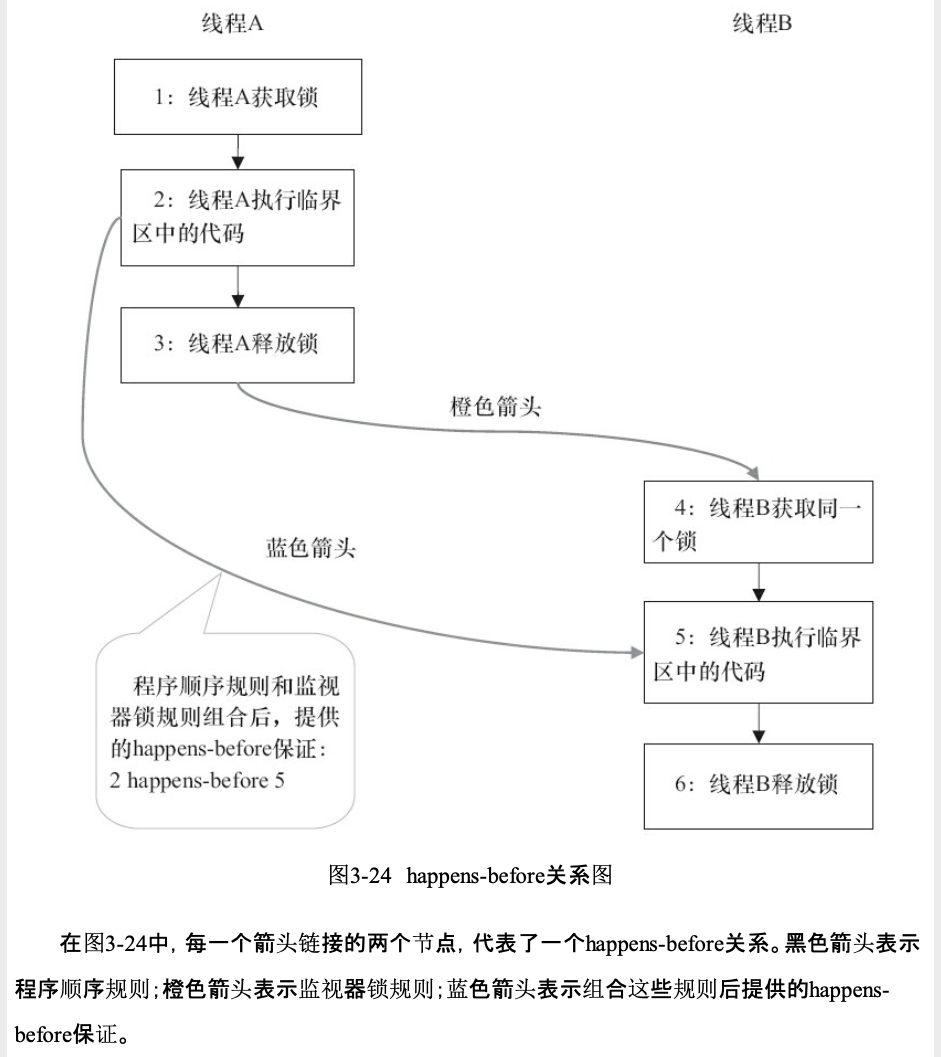 线程A
线程B
1：线程A获取锁
2：线程A执行临界
区中的代码
3：线程A释放锁
橙色箭头
4：线程B获取同一
个锁
蓝色箭头
5：线程B执行临界
区中的代码
程序顺序规则和监视
器锁规则组合后，提供
的happens-before保证：
2 happens-before 5
6：线程B释放锁
图3-24 happens-before关系图
在图3-24中，每一个箭头链接的两个节点，代表了一个happens-before关系。黑色箭头表示
程序顺序规则；橙色箭头表示监视器锁规则；蓝色箭头表示组合这些规则后提供的happens-
before保证。